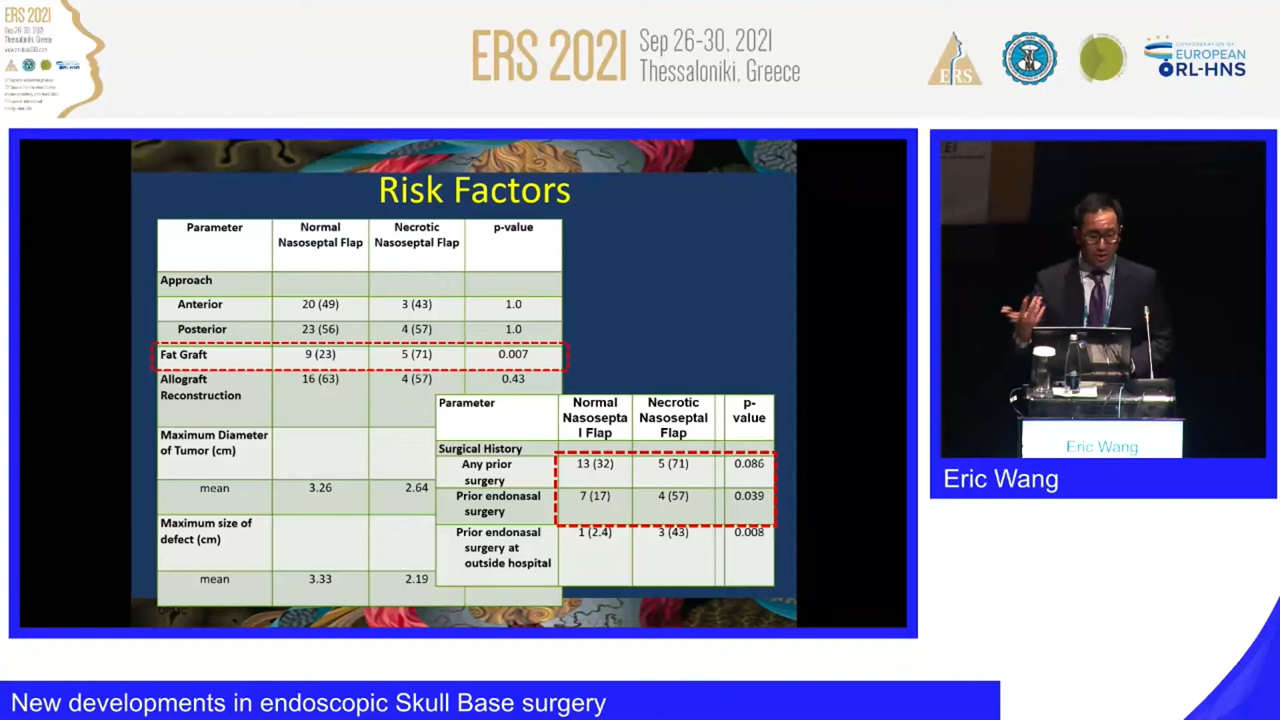 ERS 2021
Sep 26-30, 2021
Thessaloniki, Greece
ERS 2021
Sep 26-30, 2021
Thessaloniki, Greece
ERS
CONFEDERATION OF
EUROPEAN
ORL-HNS
Risk Factors
Parameter Normal Nasoseptal Flap Necrotic Nasoseptal Flap p-value
Approach
Anterior 20 (49) 3 (43) 1.0
Posterior 23 (56) 4 (57) 1.0
Fat Graft 9 (23) 5 (71) 0.007
Allograft Reconstruction 16 (63) 4 (57) 0.43
Maximum Diameter of Tumor (cm)
mean 3.26 2.64
Maximum size of defect (cm)
mean 3.33 2.19
Parameter Normal Nasosepta l Flap Necrotic Nasoseptal Flap p- value
Surgical History
Any prior surgery 13 (32) 5 (71) 0.086
Prior endonasal surgery 7 (17) 4 (57) 0.039
Prior endonasal surgery at outside hospital 1 (2.4) 3 (43) 0.008
Eric Wang
Eric Wang
New developments in endoscopic Skull Base surgery